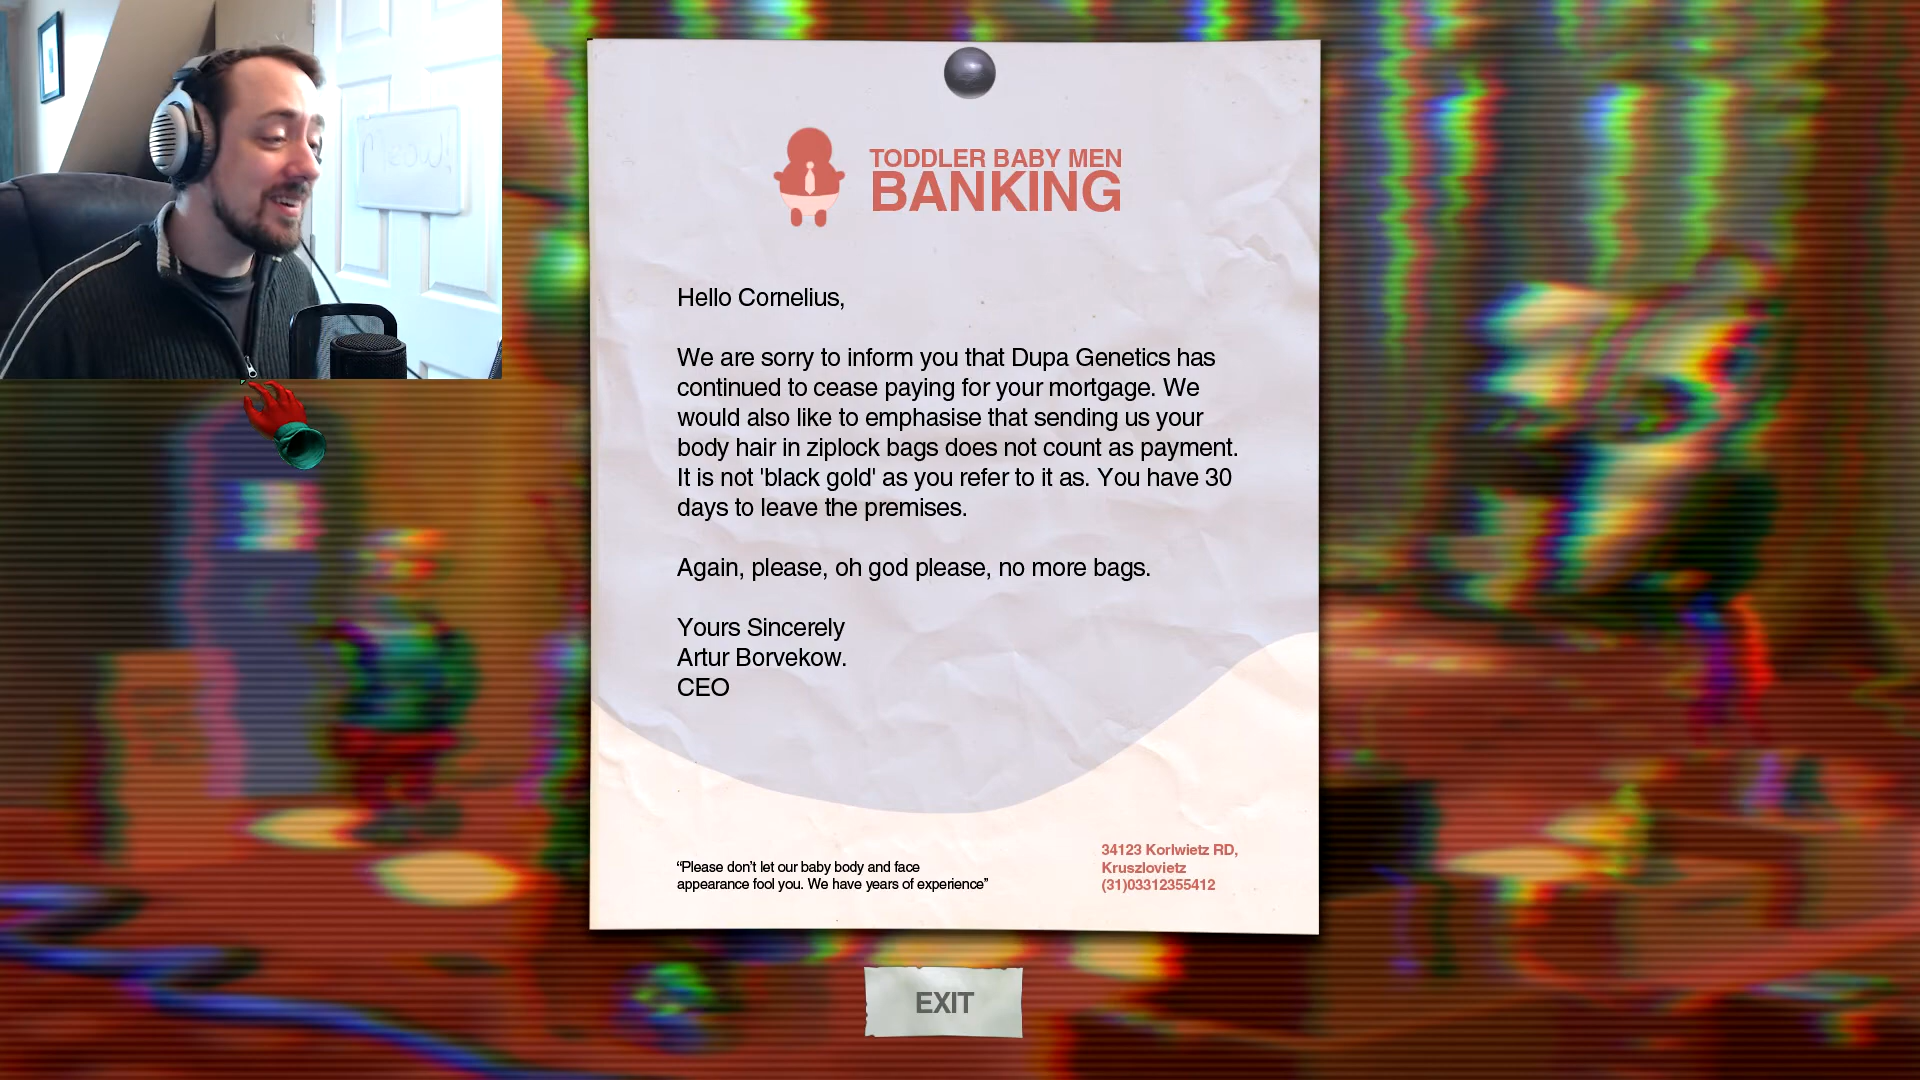 Meow!
TODDLER BABY MEN
BANKING
Hello Cornelius,
We are sorry to inform you that Dupa Genetics has
continued to cease paying for your mortgage. We
would also like to emphasise that sending us your
body hair in ziplock bags does not count as payment.
It is not 'black gold' as you refer to it as. You have 30
days to leave the premises.
Again, please, oh god please, no more bags.
Yours Sincerely
Artur Borvekow.
CEO
“Please don’t let our baby body and face
appearance fool you. We have years of experience”
34123 Korlwietz RD,
Kruszlovietz
(31)03312355412
EXIT